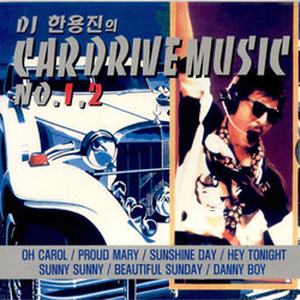 DJ 한용진의
CAR DRIVE MUSIC
NO.1.2
OH CAROL / PROUD MARY / SUNSHINE DAY / HEY TONIGHT
SUNNY SUNNY / BEAUTIFUL SUNDAY / DANNY BOY